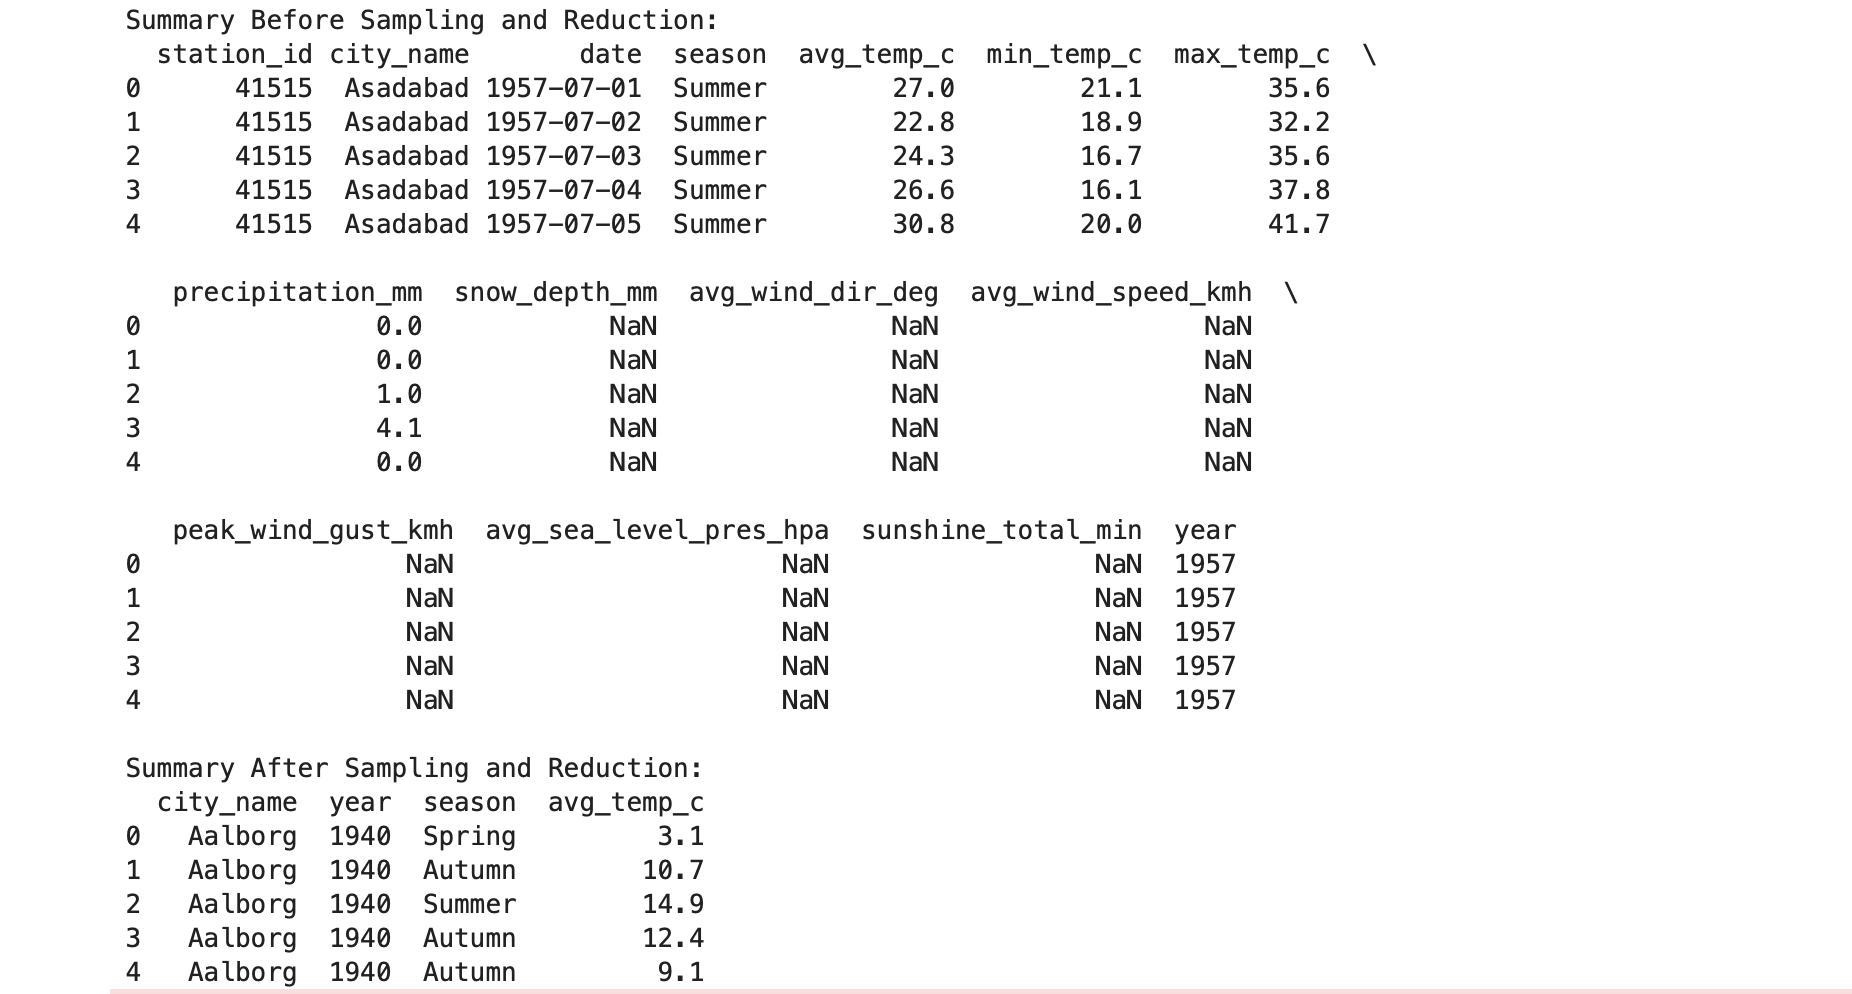 Summary Before Sampling and Reduction:
  station_id city_name       date  season  avg_temp_c  min_temp_c  max_temp_c  \
0      41515  Asadabad 1957-07-01  Summer        27.0        21.1        35.6
1      41515  Asadabad 1957-07-02  Summer        22.8        18.9        32.2
2      41515  Asadabad 1957-07-03  Summer        24.3        16.7        35.6
3      41515  Asadabad 1957-07-04  Summer        26.6        16.1        37.8
4      41515  Asadabad 1957-07-05  Summer        30.8        20.0        41.7
   precipitation_mm  snow_depth_mm  avg_wind_dir_deg  avg_wind_speed_kmh  \
0               0.0            NaN               NaN                 NaN
1               0.0            NaN               NaN                 NaN
2               1.0            NaN               NaN                 NaN
3               4.1            NaN               NaN                 NaN
4               0.0            NaN               NaN                 NaN
   peak_wind_gust_kmh  avg_sea_level_pres_hpa  sunshine_total_min  year
0                 NaN                     NaN                 NaN  1957
1                 NaN                     NaN                 NaN  1957
2                 NaN                     NaN                 NaN  1957
3                 NaN                     NaN                 NaN  1957
4                 NaN                     NaN                 NaN  1957
Summary After Sampling and Reduction:
  city_name  year  season  avg_temp_c
0   Aalborg  1940  Spring         3.1
1   Aalborg  1940  Autumn        10.7
2   Aalborg  1940  Summer        14.9
3   Aalborg  1940  Autumn        12.4
4   Aalborg  1940  Autumn         9.1